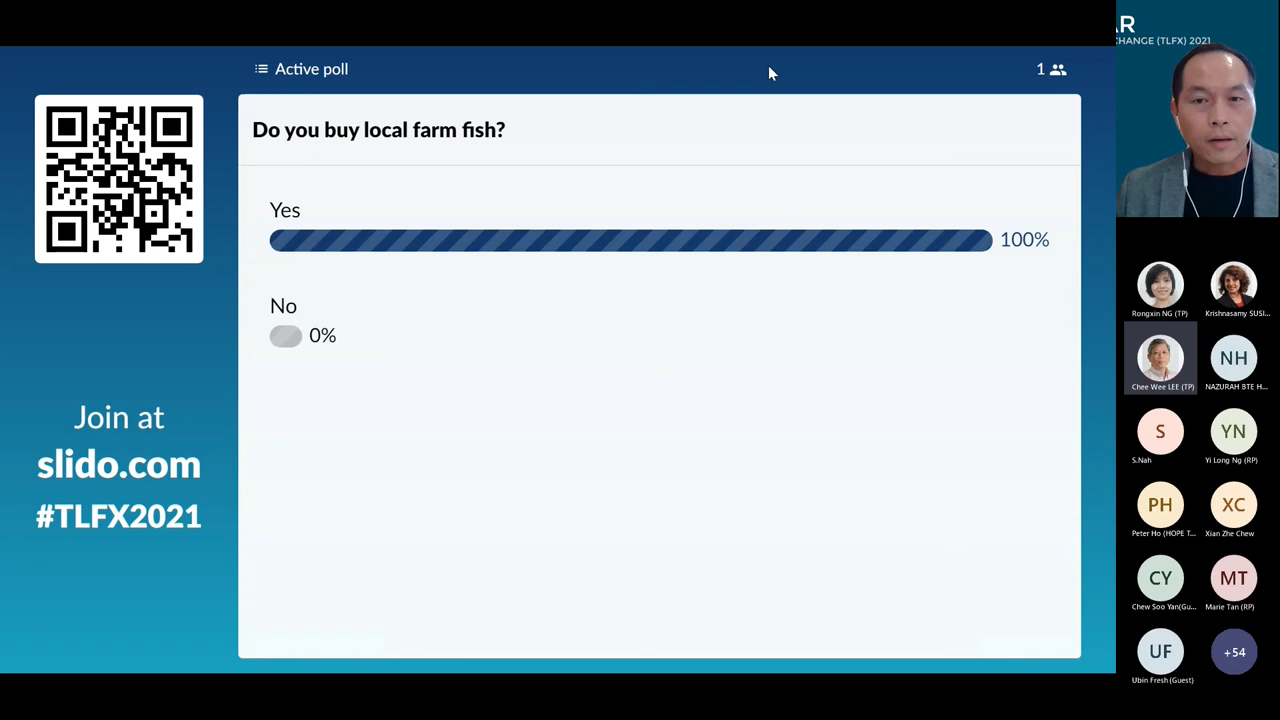 AR
CHANGE (TLFX) 2021
Active poll
1
Do you buy local farm fish?
Yes
100%
No
0%
Join at
slido.com
#TLFX2021
Rongxin NG (TP)
Krishnasamy SUSI...
Chee Wee LEE (TP)
NH
NAZURAH BTE H...
S
S.Nah
YN
Yi Long Ng (RP)
PH
Peter Ho (HOPE T...
XC
Xian Zhe Chew
CY
Chew Soo Yan(Gu...
MT
Marie Tan (RP)
UF
Ubin Fresh (Guest)
+54